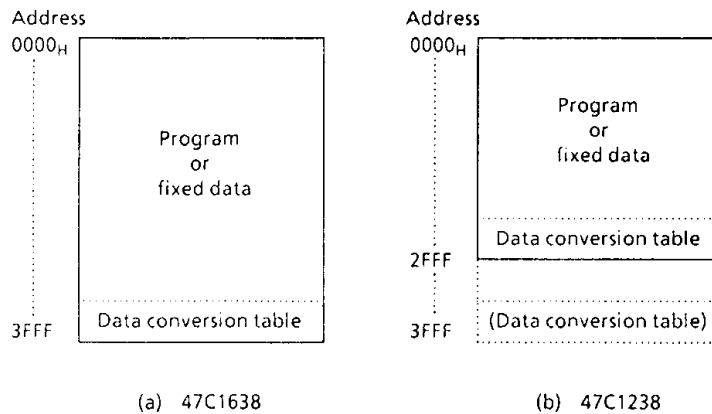 Address
0000H
Program
or
fixed data
Data conversion table
3FFF
(a) 47C1638
Address
0000H
Program
or
fixed data
Data conversion table
2FFF
(Data conversion table)
3FFF
(b) 47C1238